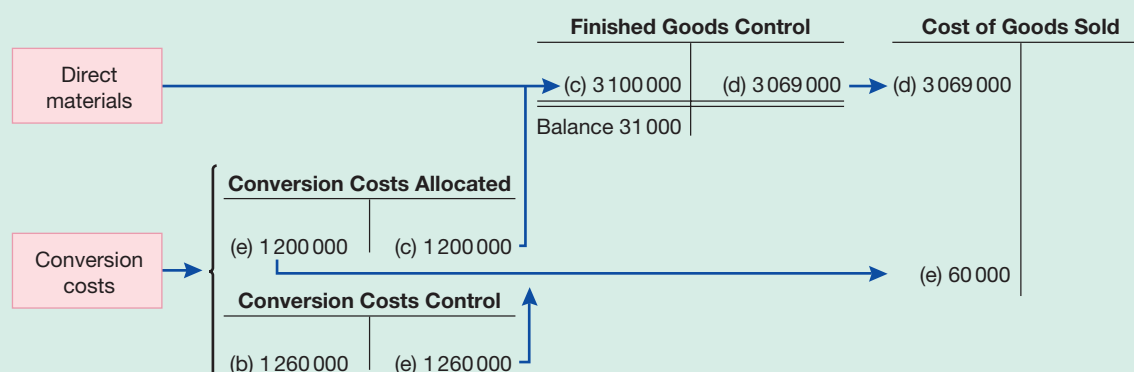 Finished Goods Control
Cost of Goods Sold
Direct
materials
(c) 3 100 000
(d) 3 069 000
(d) 3 069 000
Balance 31 000
Conversion Costs Allocated
(e) 1 200 000
(c) 1 200 000
Conversion
costs
(e) 60 000
Conversion Costs Control
(b) 1 260 000
(e) 1 260 000